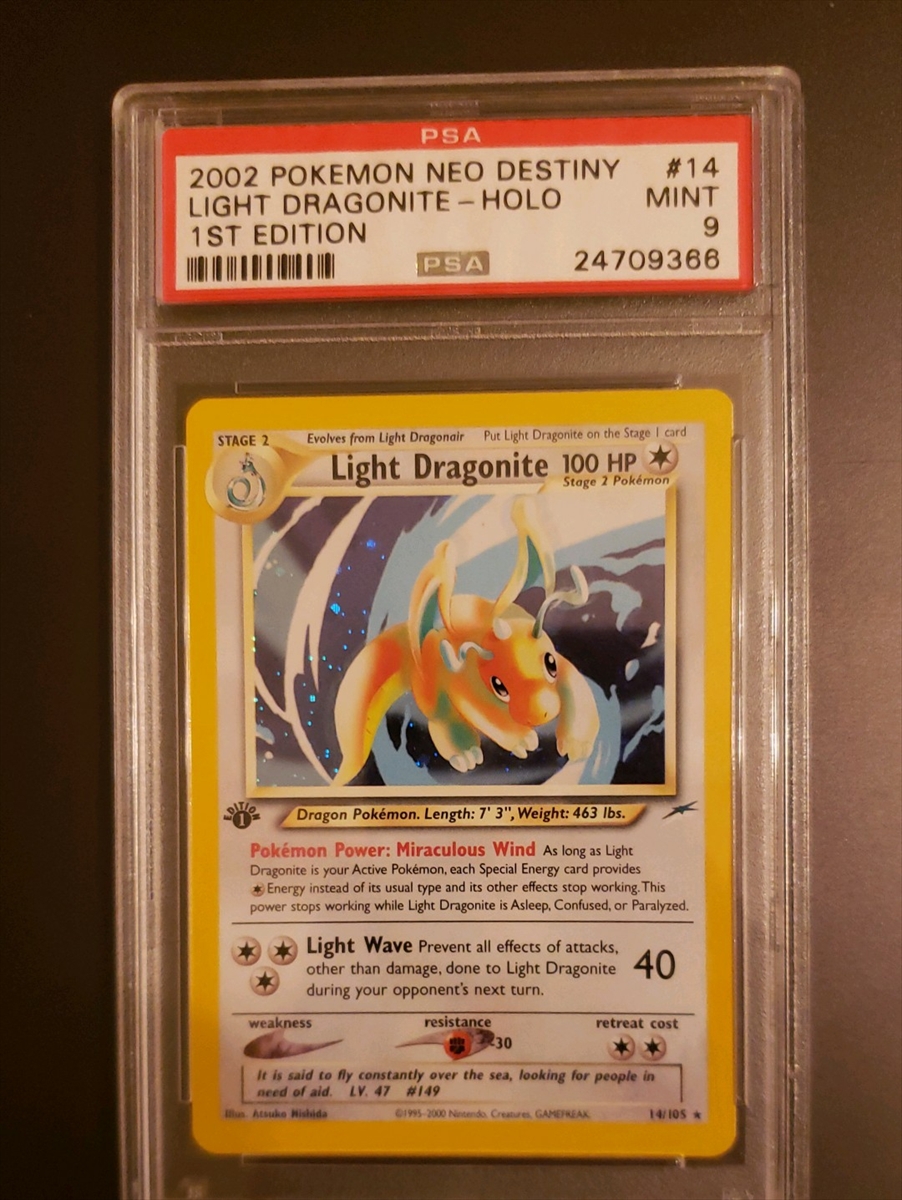 PSA
2002 POKEMON NEO DESTINY #14
LIGHT DRAGONITE - HOLO MINT
1ST EDITION 9
PSA 24709366
STAGE 2 Evolves from Light Dragonair Put Light Dragonite on the Stage 1 card
Light Dragonite 100 HP
Stage 2 Pokémon
EDITION 1
Dragon Pokémon. Length: 7' 3", Weight: 463 lbs.
Pokémon Power: Miraculous Wind As long as Light
Dragonite is your Active Pokémon, each Special Energy card provides
Energy instead of its usual type and its other effects stop working. This
power stops working while Light Dragonite is Asleep, Confused, or Paralyzed.
Light Wave Prevent all effects of attacks,
other than damage, done to Light Dragonite 40
during your opponent's next turn.
weakness resistance retreat cost
-30
It is said to fly constantly over the sea, looking for people in
need of aid. LV. 47 #149
Illus. Atsuko Nishida ©1995-2000 Nintendo, Creatures, GAMEFREAK. 14/105 ★